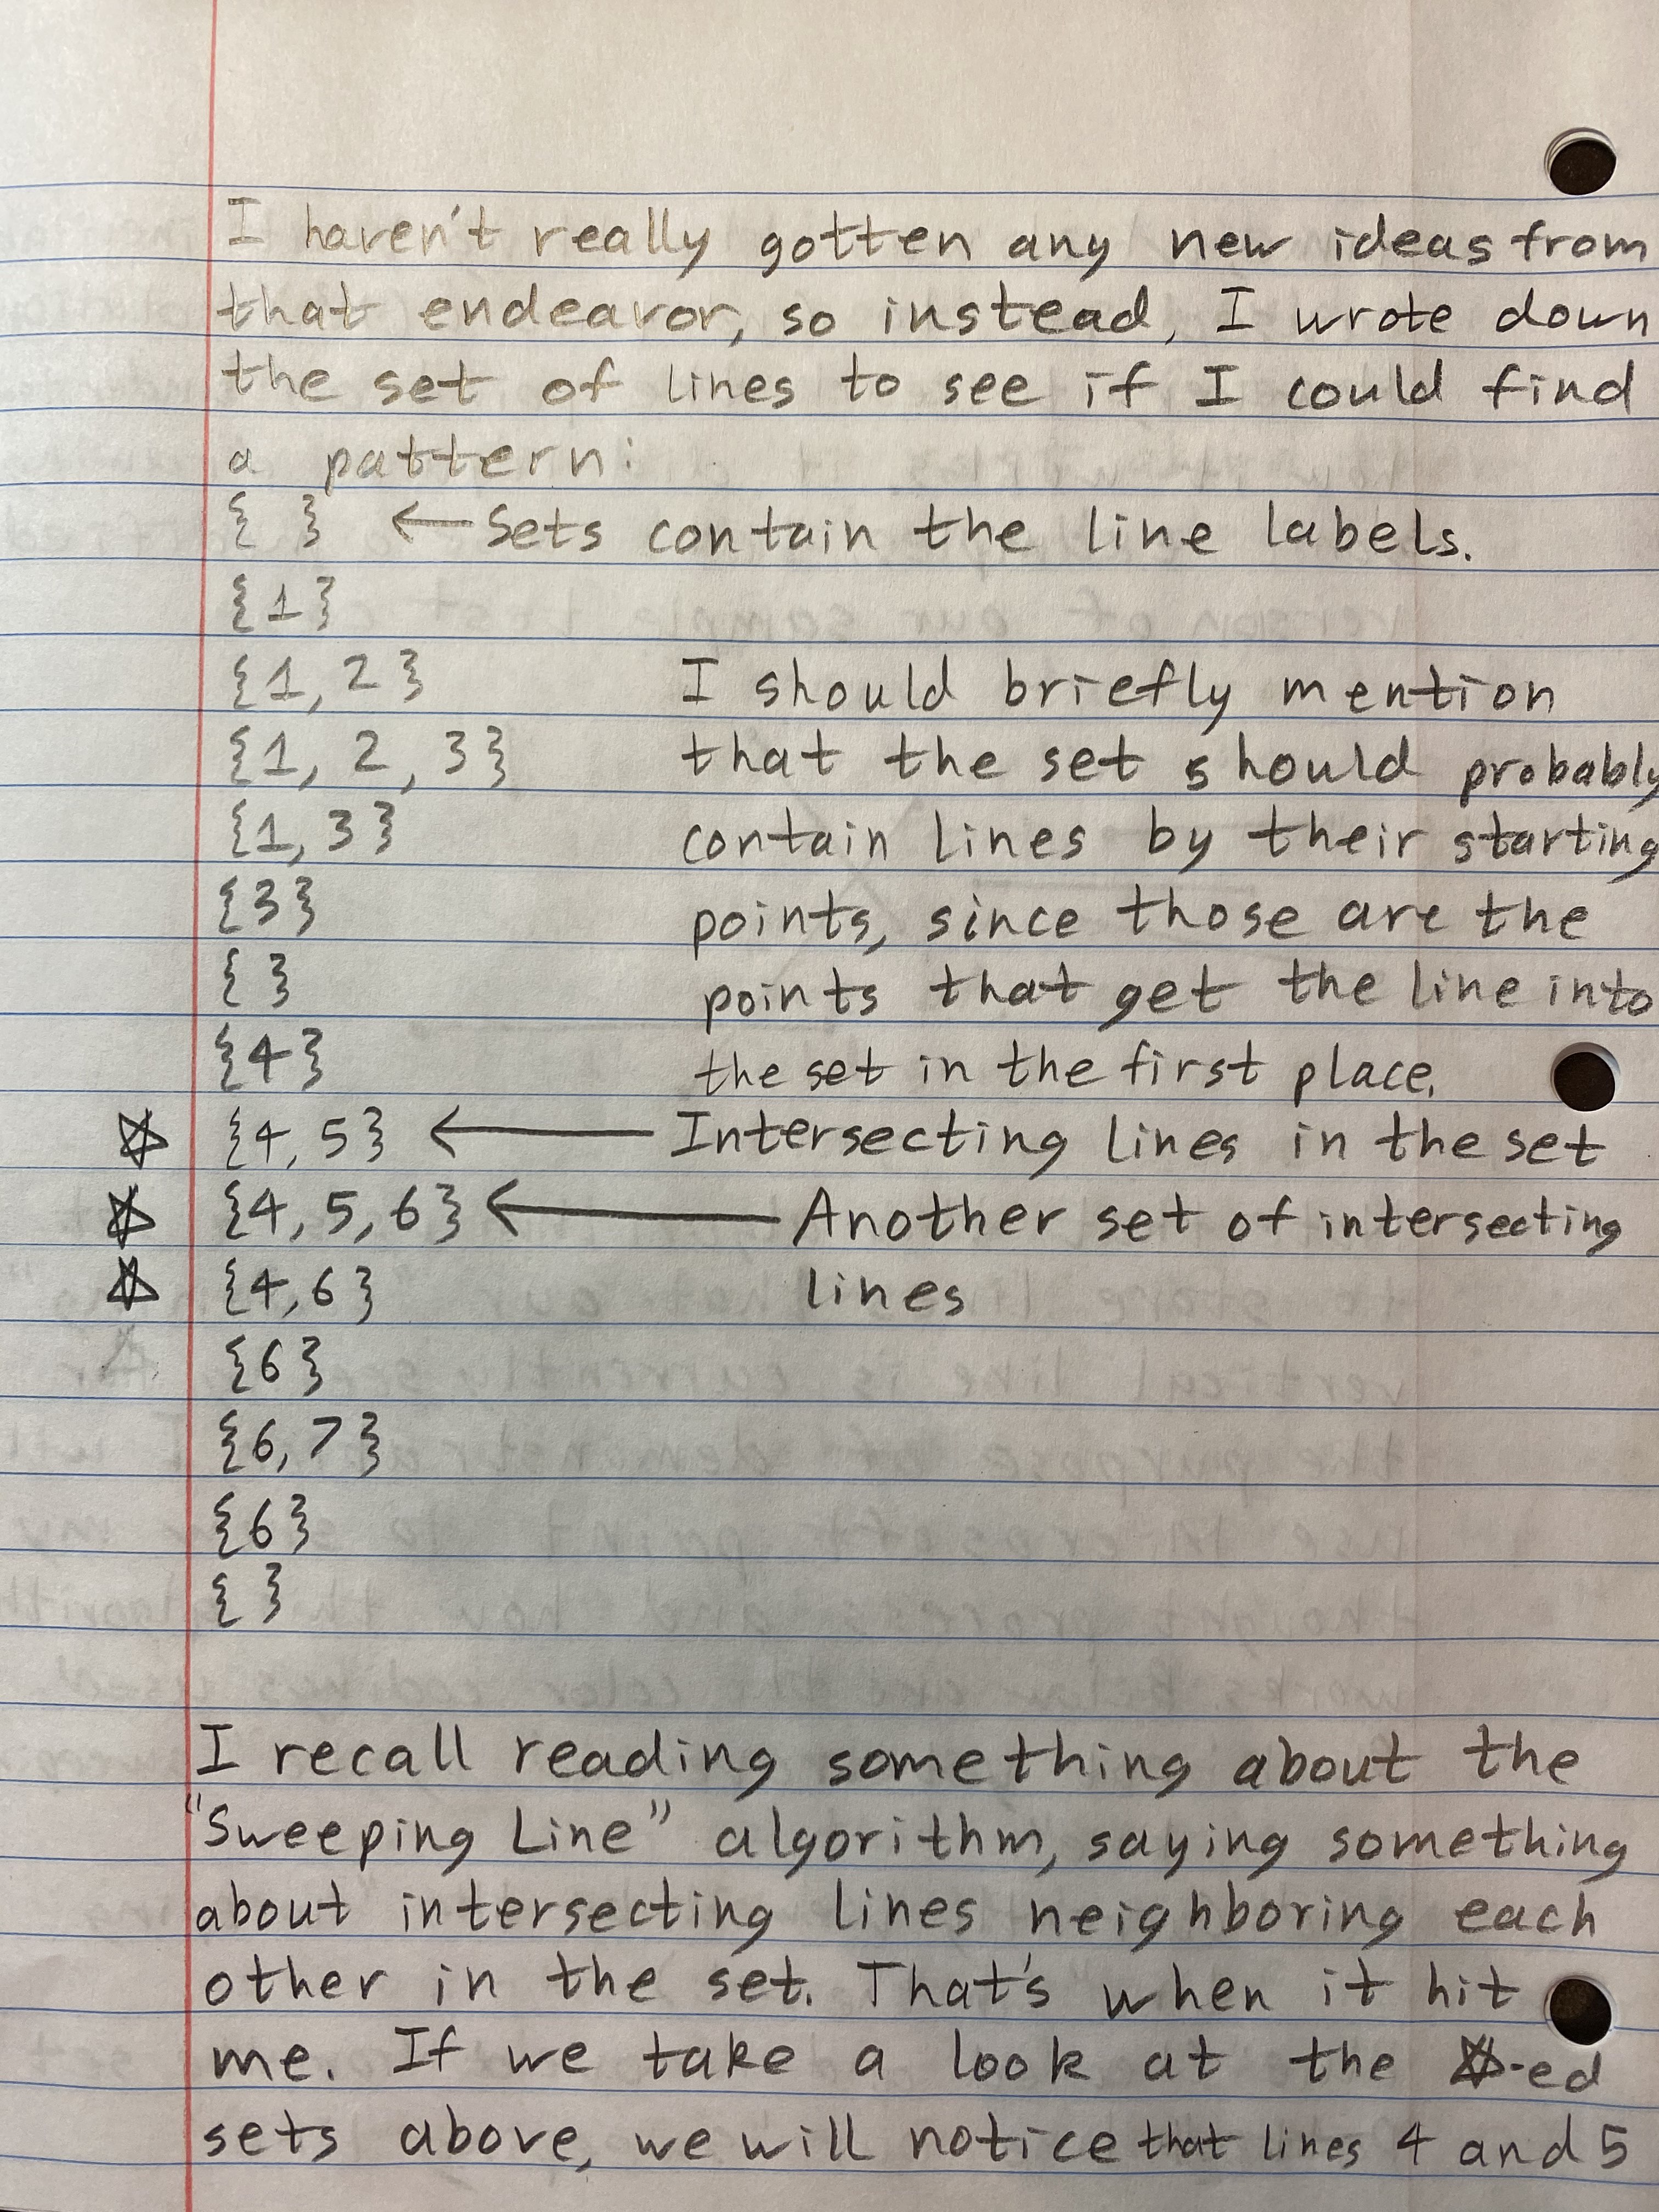 I haven't really gotten any new ideas from
that endeavor, so instead, I wrote down
the set of lines to see if I could find
a pattern:
{ } ← Sets contain the line labels.
{1}
{1, 2} I should briefly mention
{1, 2, 3} that the set should probably
{1, 3} contain lines by their starting
{3} points, since those are the
{ } points that get the line into
{4} the set in the first place.
☆ {4, 5} ← Intersecting lines in the set
☆ {4, 5, 6} ← Another set of intersecting
☆ {4, 6} lines
{6}
{6, 7}
{6}
{ }
I recall reading something about the
"Sweeping Line" algorithm, saying something
about intersecting lines neighboring each
other in the set. That's when it hit
me. If we take a look at the ☆-ed
sets above, we will notice that lines 4 and 5